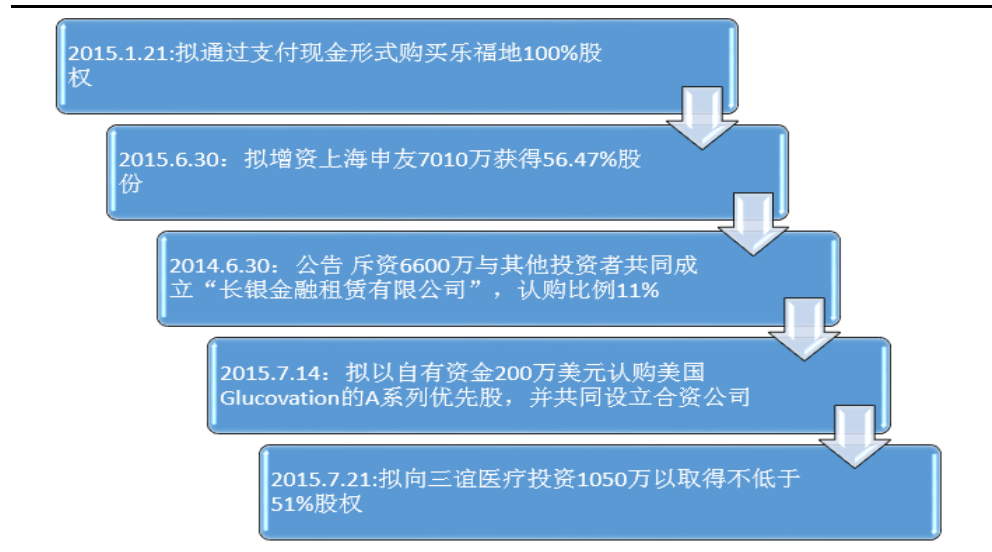 2015.1.21:拟通过支付现金形式购买乐福地100%股
权
2015.6.30：拟增资上海申友7010万获得56.47%股
份
2014.6.30：公告 斥资6600万与其他投资者共同成
立“长银金融租赁有限公司”，认购比例11%
2015.7.14：拟以自有资金200万美元认购美国
Glucovation的A系列优先股，并共同设立合资公司
2015.7.21:拟向三谊医疗投资1050万以取得不低于
51%股权